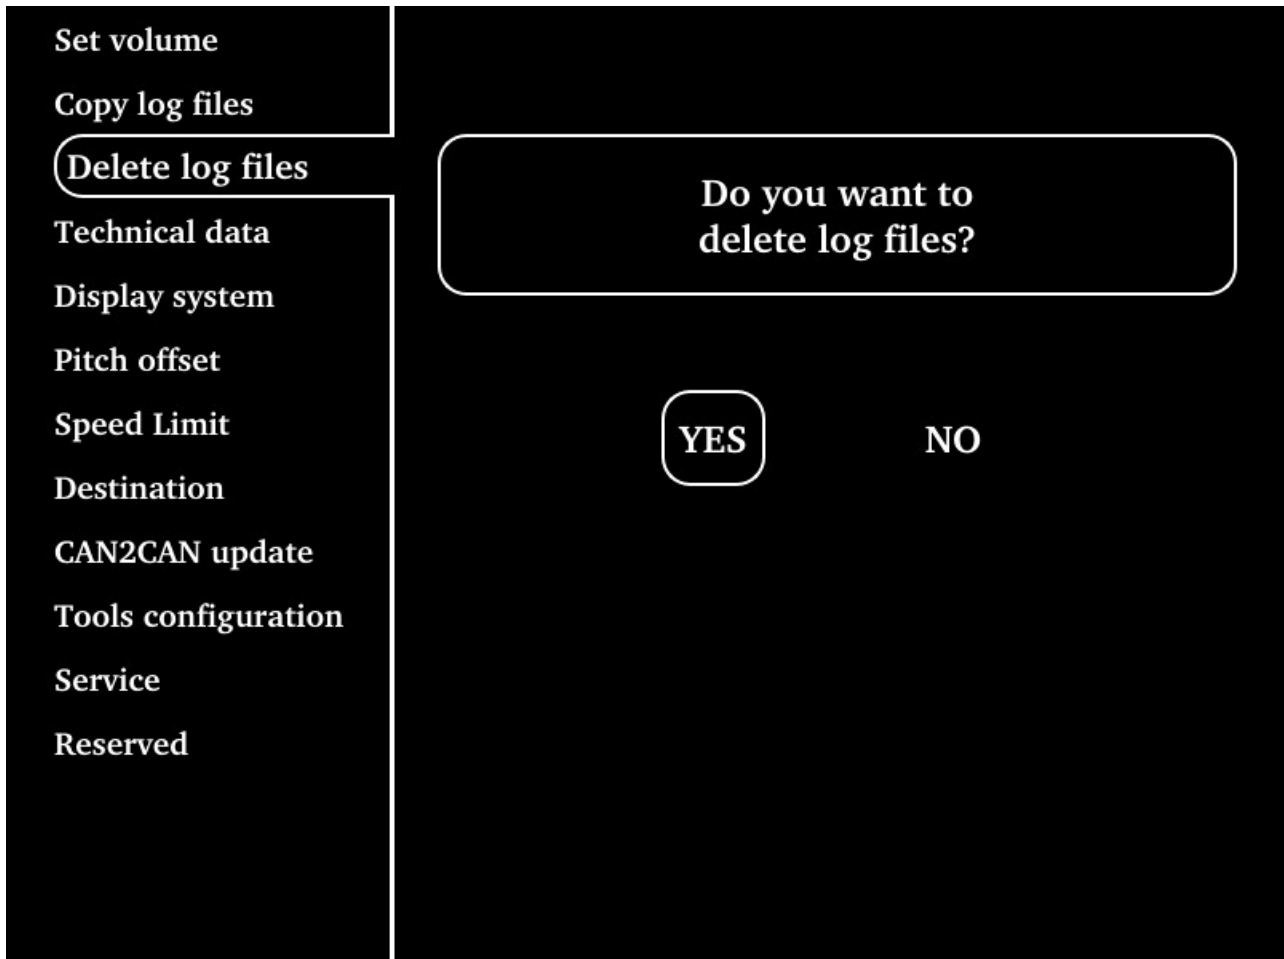 Set volume
Copy log files
Delete log files
Technical data
Display system
Pitch offset
Speed Limit
Destination
CAN2CAN update
Tools configuration
Service
Reserved
Do you want to
delete log files?
YES
NO